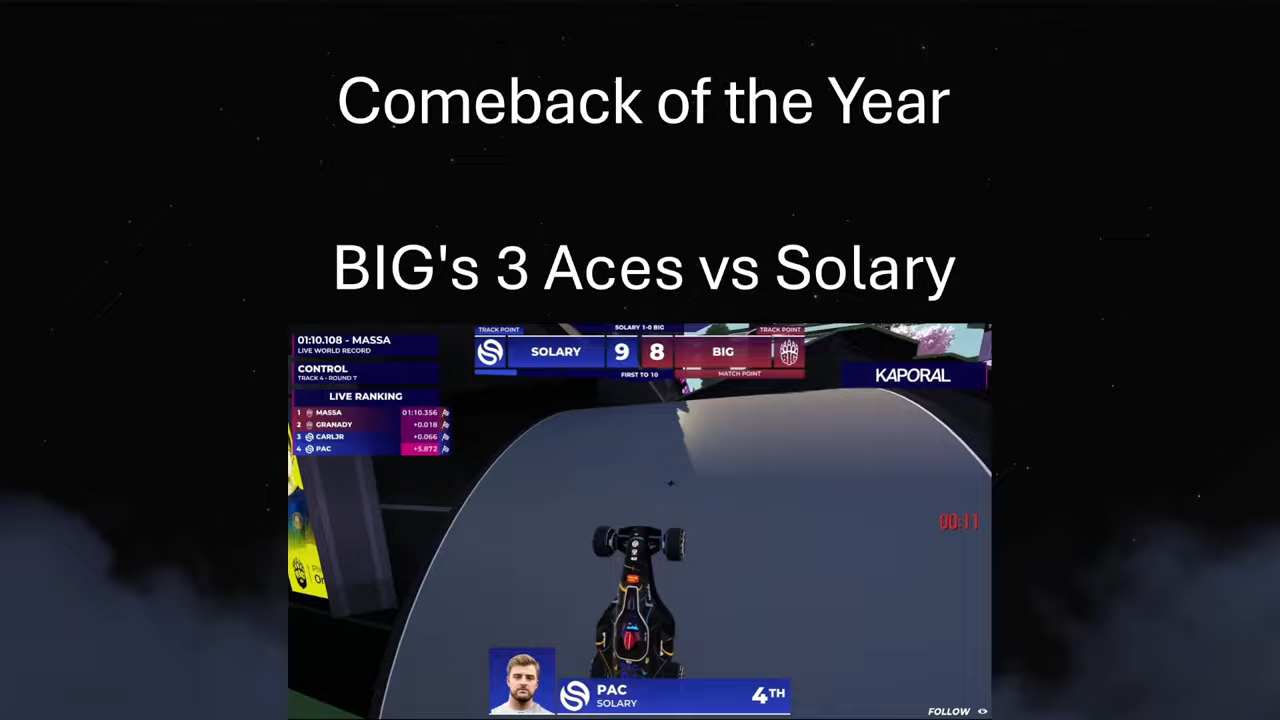 Comeback of the Year
BIG's 3 Aces vs Solary
01:10.108 - MASSA
LIVE WORLD RECORD
CONTROL
TRACK 4 - ROUND 7
LIVE RANKING
1 MASSA 01:10.356
2 GRANADY +0.018
3 CARLJR +0.066
4 PAC +5.872
SOLARY 1-0 BIG
TRACK POINT
TRACK POINT
SOLARY 9 8 BIG
FIRST TO 10
MATCH POINT
KAPORAL
00:11
PAC
SOLARY
4TH
FOLLOW